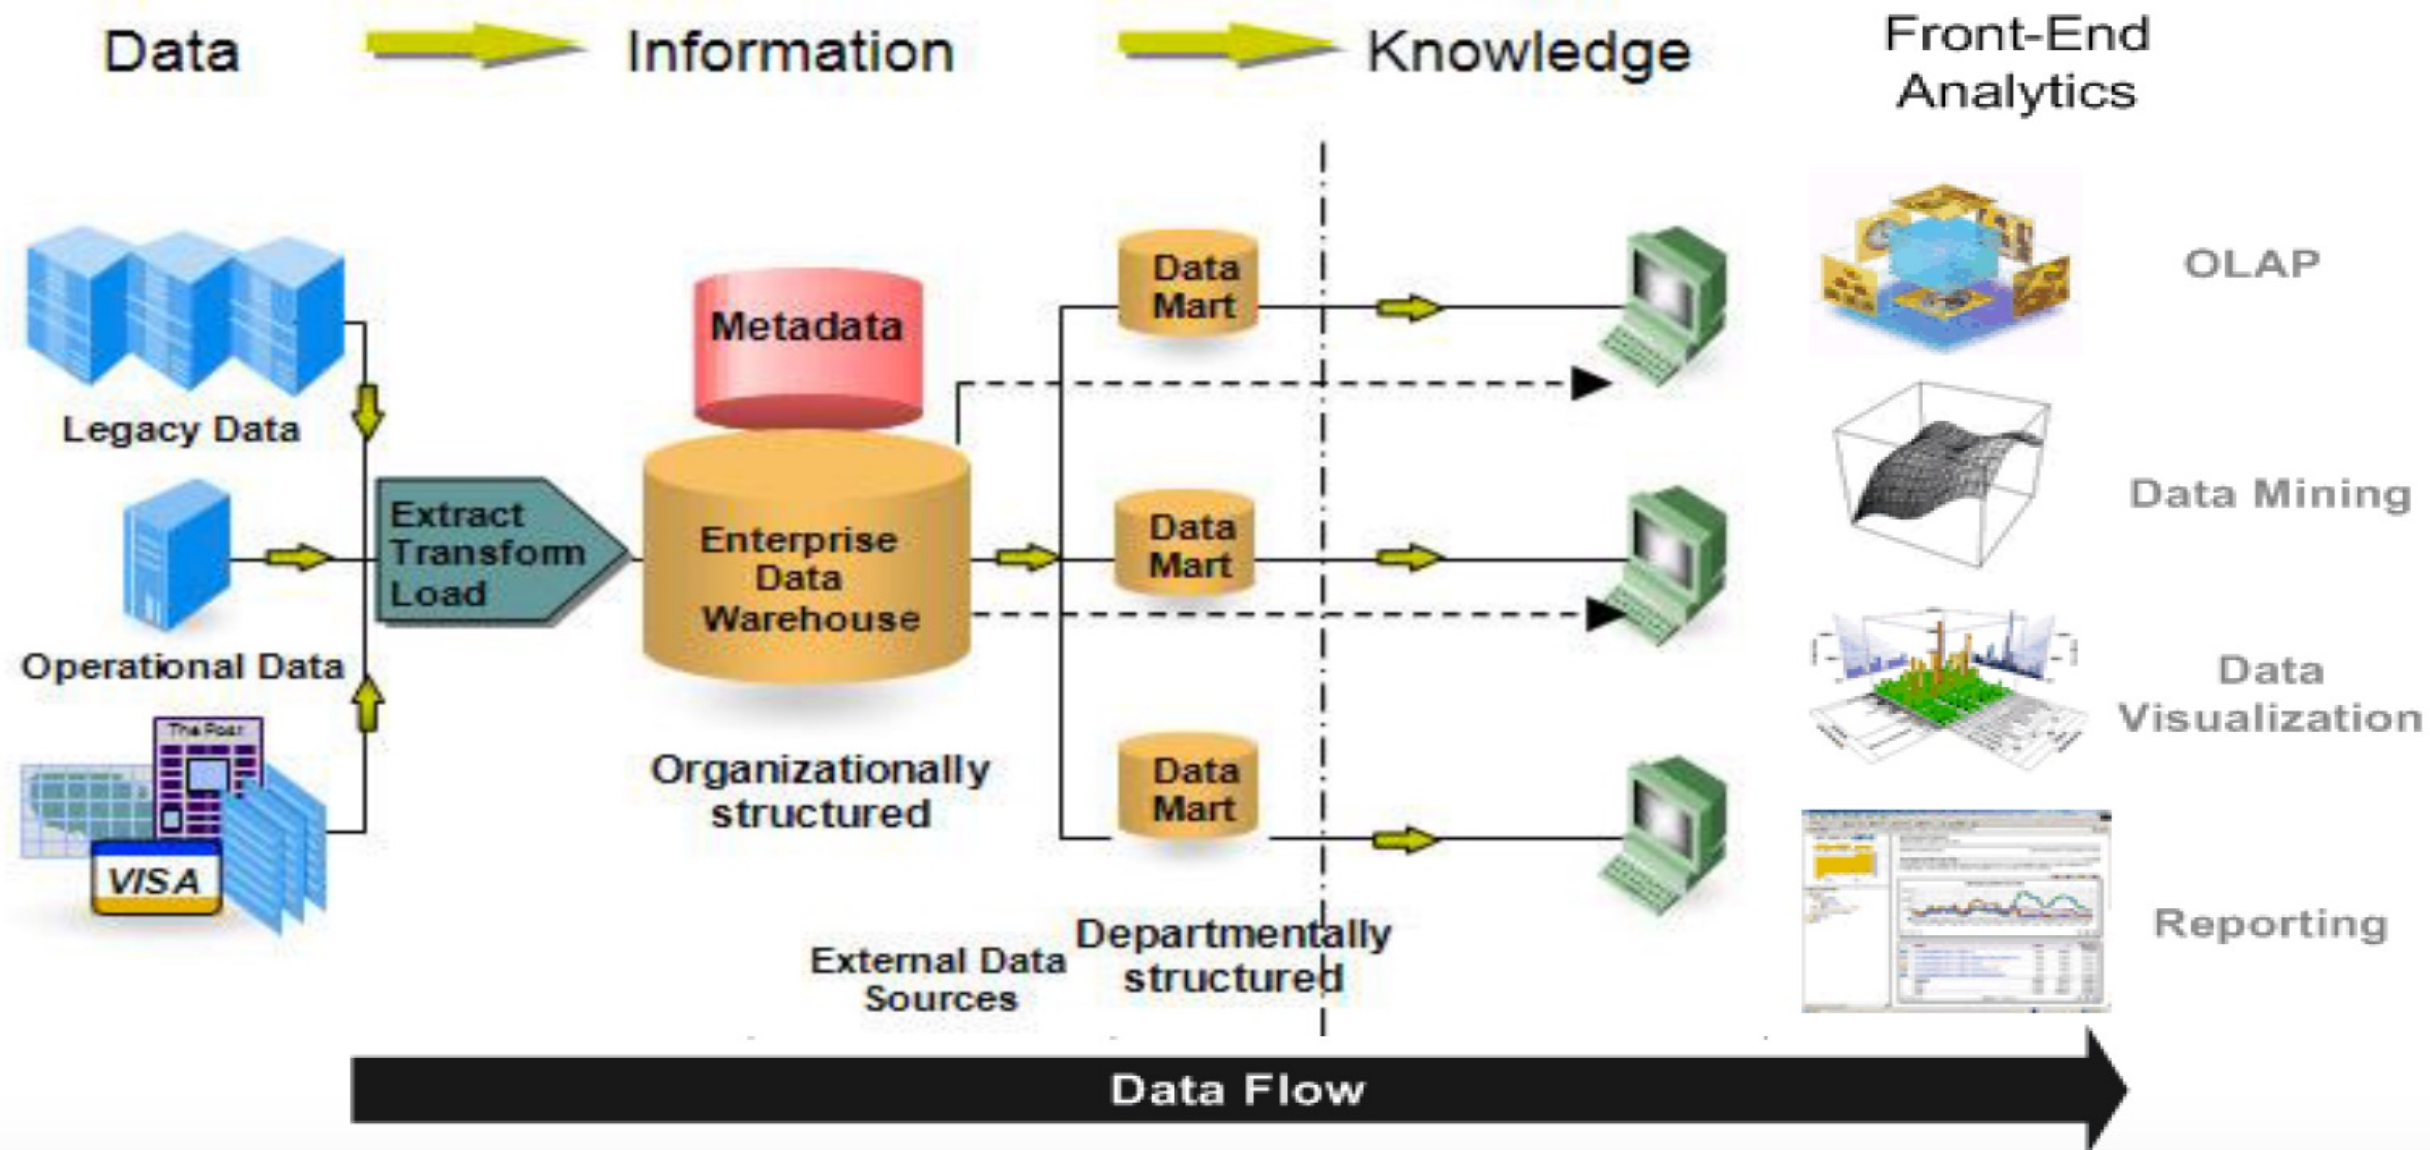 Data
Information
Knowledge
Front-End
Analytics
Legacy Data
Operational Data
VISA
Extract
Transform
Load
Metadata
Enterprise
Data
Warehouse
Organizationally
structured
Data
Mart
Data
Mart
Data
Mart
External Data
Sources
Departmentally
structured
OLAP
Data Mining
Data
Visualization
Reporting
Data Flow